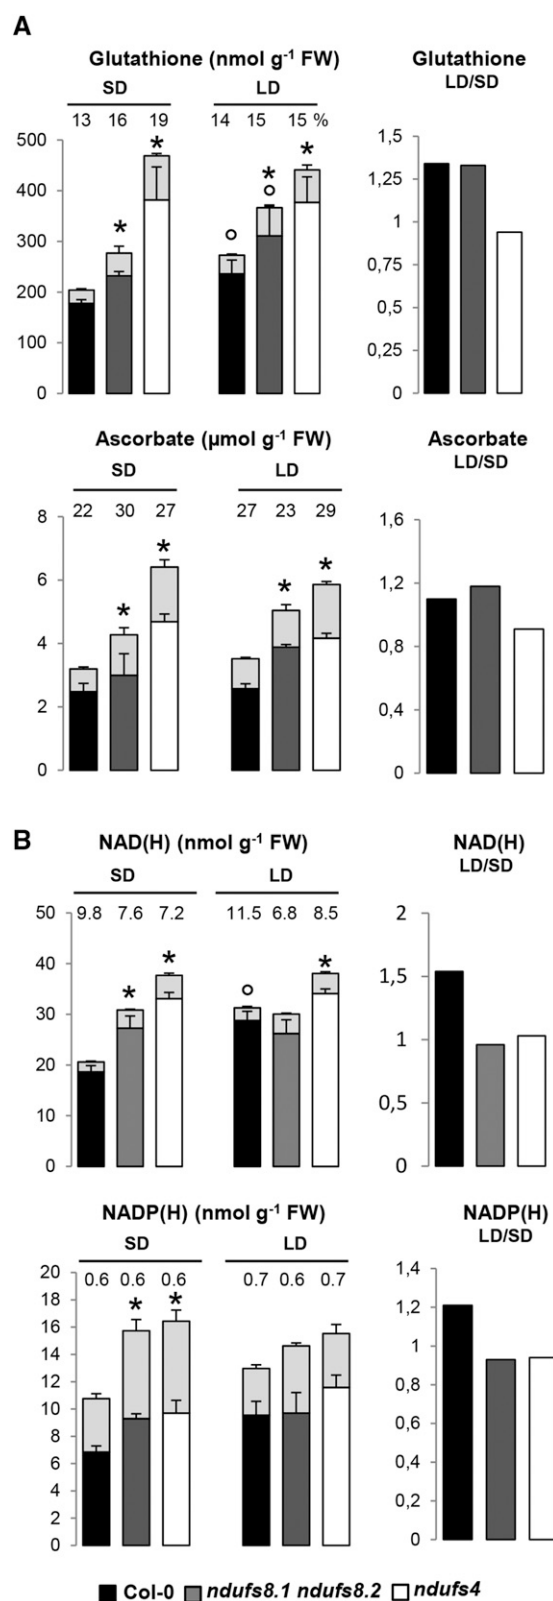 A
Glutathione (nmol g⁻¹ FW)
SD LD
13 16 19 14 15 15 %
500
400
300
200
100
0
* * o * o *
Glutathione
LD/SD
1,5
1,25
1
0,75
0,5
0,25
0
Ascorbate (µmol g⁻¹ FW)
SD LD
22 30 27 27 23 29
8
6
4
2
0
* * * *
Ascorbate
LD/SD
1,6
1,2
0,8
0,4
0
B
NAD(H) (nmol g⁻¹ FW)
SD LD
9.8 7.6 7.2 11.5 6.8 8.5
50
40
30
20
10
0
* * o *
NAD(H)
LD/SD
2
1,5
1
0,5
0
NADP(H) (nmol g⁻¹ FW)
SD LD
0.6 0.6 0.6 0.7 0.6 0.7
20
18
16
14
12
10
8
6
4
2
0
* *
NADP(H)
LD/SD
1,4
1,2
1
0,8
0,6
0,4
0,2
0
Col-0 ndufs8.1 ndufs8.2 ndufs4